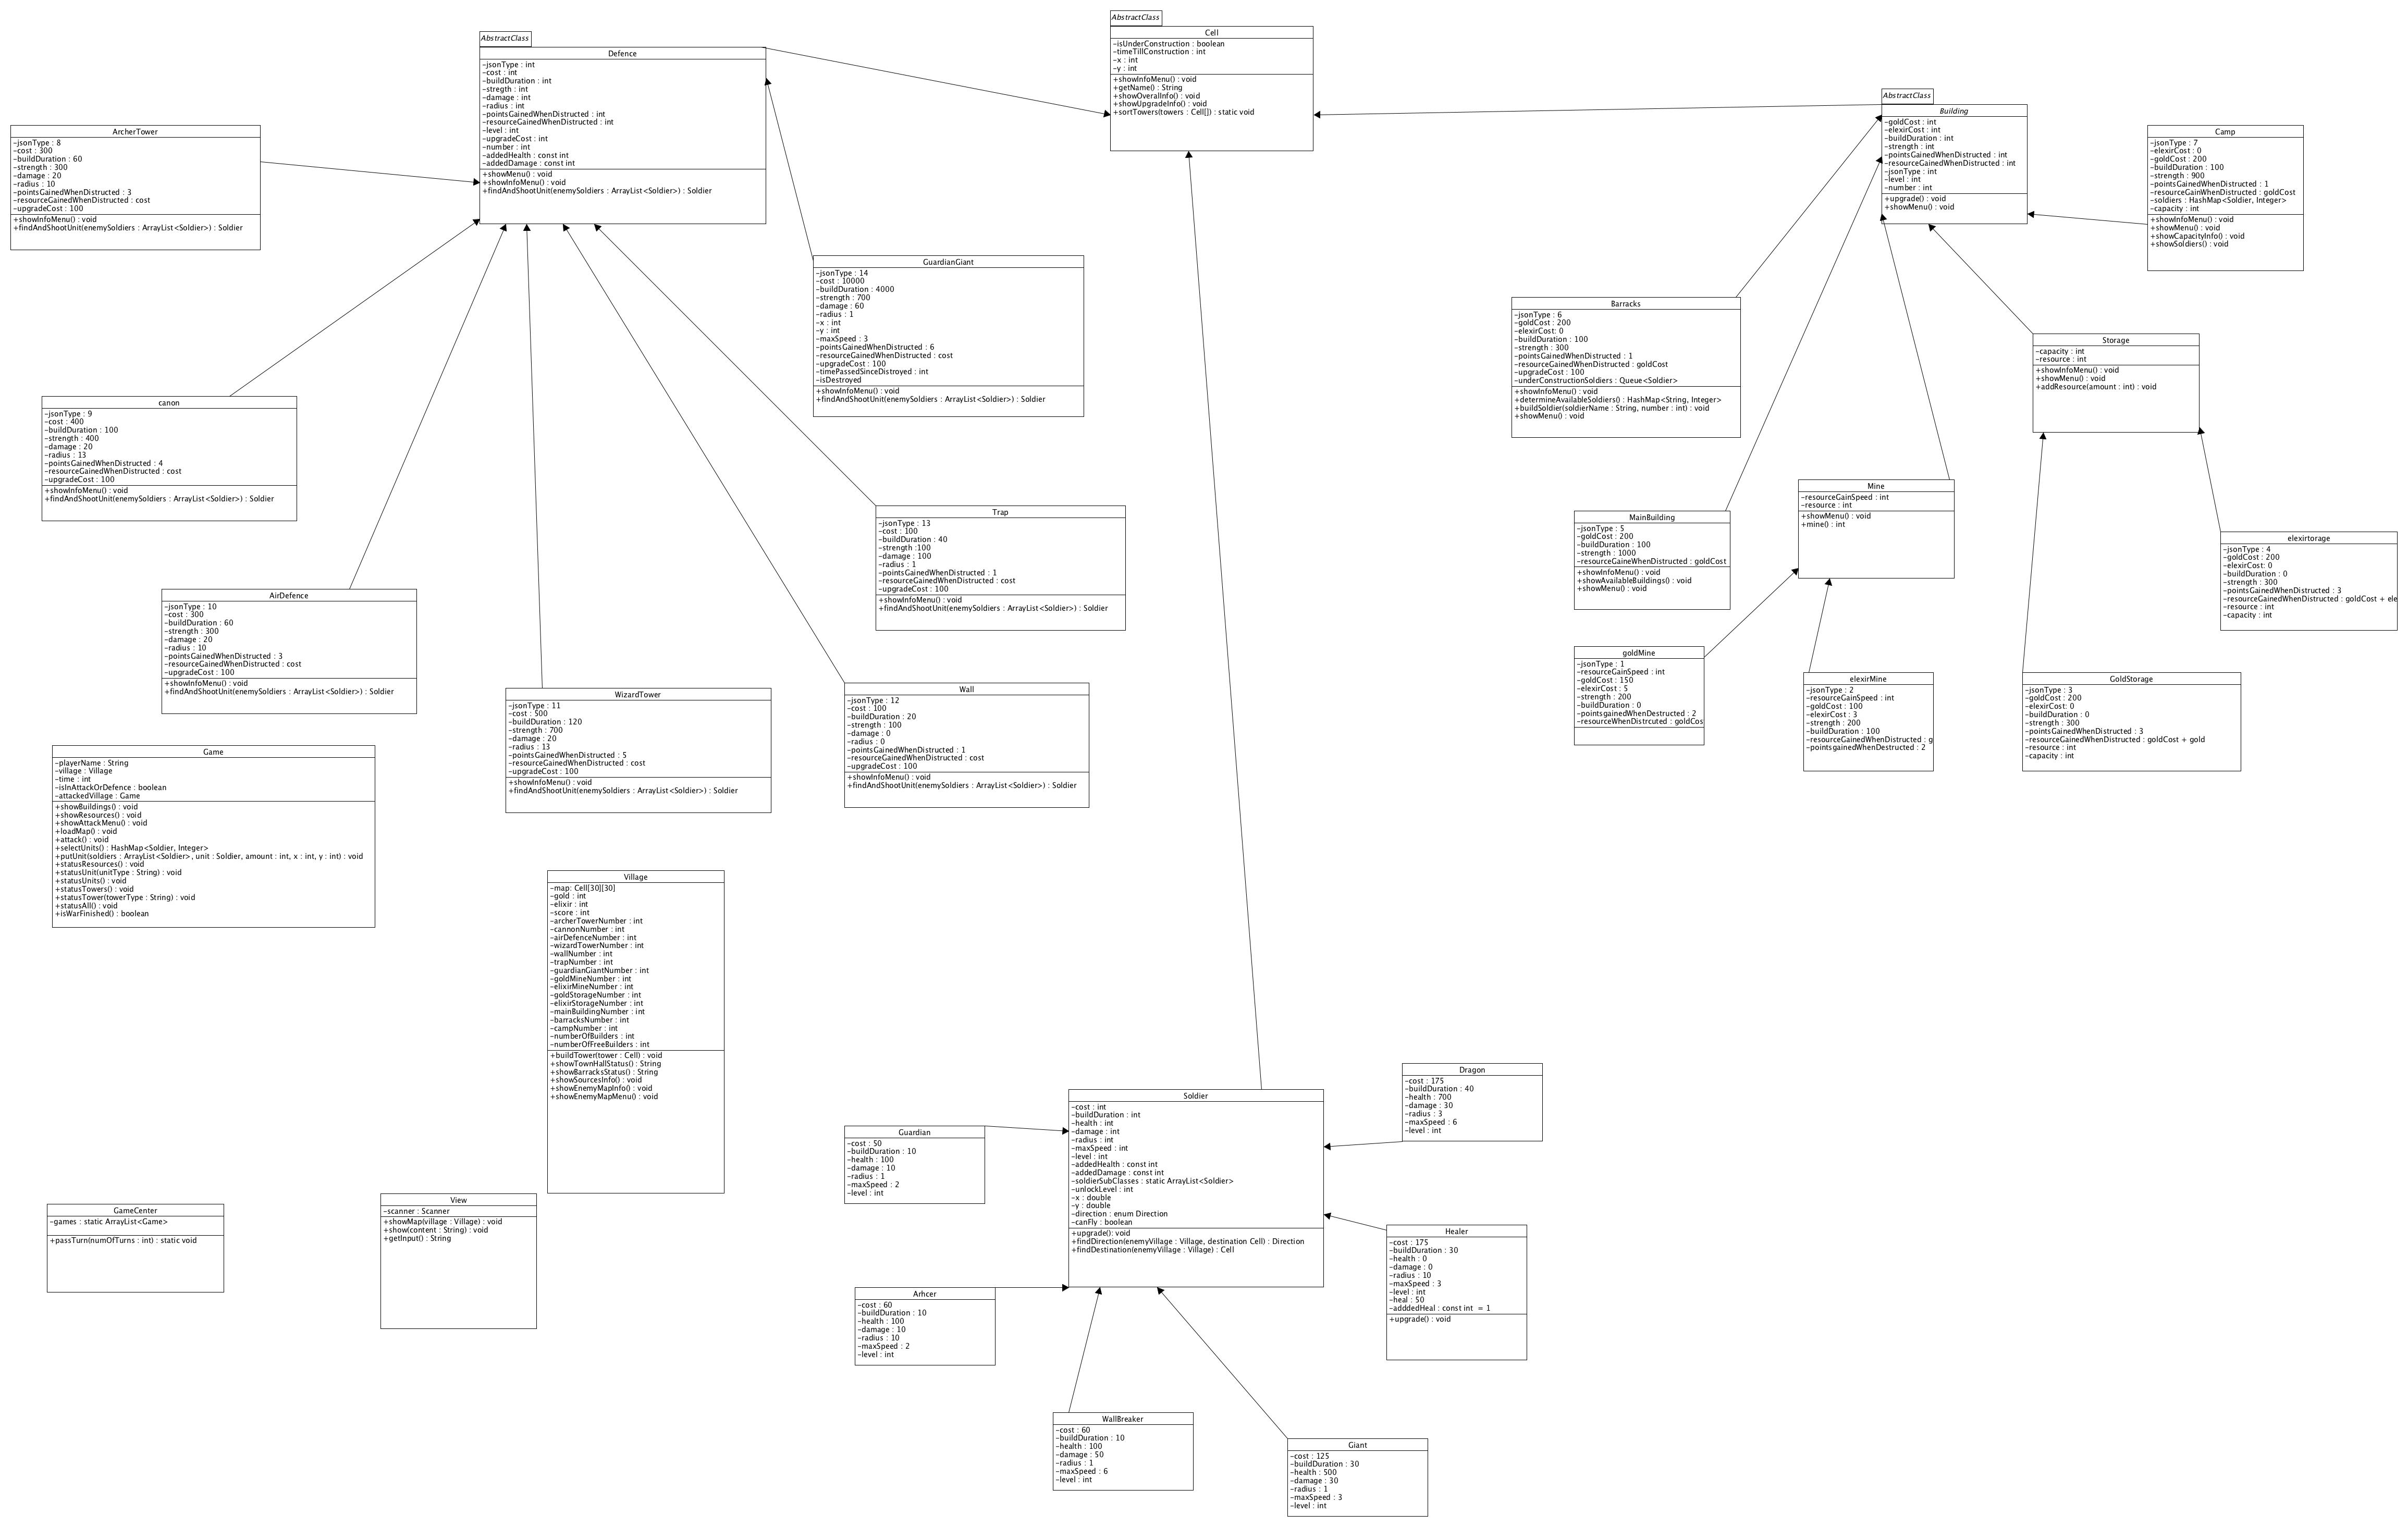 AbstractClass
Cell
-isUnderConstruction : boolean
-timeTillConstruction : int
-x : int
-y : int
+showInfoMenu() : void
+getName() : String
+showOveralInfo() : void
+showUpgradeInfo() : void
+sortTowers(towers : Cell[]) : static void
AbstractClass
Defence
-jsonType : int
-cost : int
-buildDuration : int
-stregth : int
-damage : int
-radius : int
-pointsGainedWhenDistructed : int
-resourceGainedWhenDistructed : int
-level : int
-upgradeCost : int
-number : int
-addedHealth : const int
-addedDamage : const int
+showMenu() : void
+showInfoMenu() : void
+findAndShootUnit(enemySoldiers : ArrayList<Soldier>) : Soldier
AbstractClass
Building
-goldCost : int
-elexirCost : int
-buildDuration : int
-strength : int
-pointsGainedWhenDistructed : int
-resourceGainedWhenDistructed : int
-jsonType : int
-level : int
-number : int
+upgrade() : void
+showMenu() : void
ArcherTower
-jsonType : 8
-cost : 300
-buildDuration : 60
-strength : 300
-damage : 20
-radius : 10
-pointsGainedWhenDistructed : 3
-resourceGainedWhenDistructed : cost
-upgradeCost : 100
+showInfoMenu() : void
+findAndShootUnit(enemySoldiers : ArrayList<Soldier>) : Soldier
Camp
-jsonType : 7
-elexirCost : 0
-goldCost : 200
-buildDuration : 100
-strength : 900
-pointsGainedWhenDistructed : 1
-resourceGainWhenDistructed : goldCost
-soldiers : HashMap<Soldier, Integer>
-capacity : int
+showInfoMenu() : void
+showMenu() : void
+showCapacityInfo() : void
+showSoldiers() : void
GuardianGiant
-jsonType : 14
-cost : 10000
-buildDuration : 4000
-strength : 700
-damage : 60
-radius : 1
-x : int
-y : int
-maxSpeed : 3
-pointsGainedWhenDistructed : 6
-resourceGainedWhenDistructed : cost
-upgradeCost : 100
-timePassedSinceDistroyed : int
-isDestroyed
+showInfoMenu() : void
+findAndShootUnit(enemySoldiers : ArrayList<Soldier>) : Soldier
Barracks
-jsonType : 6
-goldCost : 200
-elexirCost: 0
-buildDuration : 100
-strength : 300
-pointsGainedWhenDistructed : 1
-resourceGainedWhenDistructed : goldCost
-upgradeCost : 100
-underConstructionSoldiers : Queue<Soldier>
+showInfoMenu() : void
+determineAvailableSoldiers() : HashMap<String, Integer>
+buildSoldier(soldierName : String, number : int) : void
+showMenu() : void
Storage
-capacity : int
-resource : int
+showInfoMenu() : void
+showMenu() : void
+addResource(amount : int) : void
canon
-jsonType : 9
-cost : 400
-buildDuration : 100
-strength : 400
-damage : 20
-radius : 13
-pointsGainedWhenDistructed : 4
-resourceGainedWhenDistructed : cost
-upgradeCost : 100
+showInfoMenu() : void
+findAndShootUnit(enemySoldiers : ArrayList<Soldier>) : Soldier
Mine
-resourceGainSpeed : int
-resource : int
+showMenu() : void
+mine() : int
Trap
-jsonType : 13
-cost : 100
-buildDuration : 40
-strength :100
-damage : 100
-radius : 1
-pointsGainedWhenDistructed : 1
-resourceGainedWhenDistructed : cost
-upgradeCost : 100
+showInfoMenu() : void
+findAndShootUnit(enemySoldiers : ArrayList<Soldier>) : Soldier
MainBuilding
-jsonType : 5
-goldCost : 200
-buildDuration : 100
-strength : 1000
-resourceGaineWhenDistructed : goldCost
+showInfoMenu() : void
+showAvailableBuildings() : void
+showMenu() : void
elexirtorage
-jsonType : 4
-goldCost : 200
-elexirCost: 0
-buildDuration : 0
-strength : 300
-pointsGainedWhenDistructed : 3
-resourceGainedWhenDistructed : goldCost + ele
-resource : int
-capacity : int
AirDefence
-jsonType : 10
-cost : 300
-buildDuration : 60
-strength : 300
-damage : 20
-radius : 10
-pointsGainedWhenDistructed : 3
-resourceGainedWhenDistructed : cost
-upgradeCost : 100
+showInfoMenu() : void
+findAndShootUnit(enemySoldiers : ArrayList<Soldier>) : Soldier
goldMine
-jsonType : 1
-resourceGainSpeed : int
-goldCost : 150
-elexirCost : 5
-strength : 200
-buildDuration : 0
-pointsgainedWhenDestructed : 2
-resourceWhenDistrcuted : goldCos
elexirMine
-jsonType : 2
-resourceGainSpeed : int
-goldCost : 100
-elexirCost : 3
-strength : 200
-buildDuration : 100
-resourceGainedWhenDistructed : g
-pointsgainedWhenDestructed : 2
GoldStorage
-jsonType : 3
-goldCost : 200
-elexirCost: 0
-buildDuration : 0
-strength : 300
-pointsGainedWhenDistructed : 3
-resourceGainedWhenDistructed : goldCost + gold
-resource : int
-capacity : int
WizardTower
-jsonType : 11
-cost : 500
-buildDuration : 120
-strength : 700
-damage : 20
-radius : 13
-pointsGainedWhenDistructed : 5
-resourceGainedWhenDistructed : cost
-upgradeCost : 100
+showInfoMenu() : void
+findAndShootUnit(enemySoldiers : ArrayList<Soldier>) : Soldier
Wall
-jsonType : 12
-cost : 100
-buildDuration : 20
-strength : 100
-damage : 0
-radius : 0
-pointsGainedWhenDistructed : 1
-resourceGainedWhenDistructed : cost
-upgradeCost : 100
+showInfoMenu() : void
+findAndShootUnit(enemySoldiers : ArrayList<Soldier>) : Soldier
Game
-playerName : String
-village : Village
-time : int
-isInAttackOrDefence : boolean
-attackedVillage : Game
+showBuildings() : void
+showResources() : void
+showAttackMenu() : void
+loadMap() : void
+attack() : void
+selectUnits() : HashMap<Soldier, Integer>
+putUnit(soldiers : ArrayList<Soldier>, unit : Soldier, amount : int, x : int, y : int) : void
+statusResources() : void
+statusUnit(unitType : String) : void
+statusUnits() : void
+statusTowers() : void
+statusTower(towerType : String) : void
+statusAll() : void
+isWarFinished() : boolean
Village
-map: Cell[30][30]
-gold : int
-elixir : int
-score : int
-archerTowerNumber : int
-cannonNumber : int
-airDefenceNumber : int
-wizardTowerNumber : int
-wallNumber : int
-trapNumber : int
-guardianGiantNumber : int
-goldMineNumber : int
-elixirMineNumber : int
-goldStorageNumber : int
-elixirStorageNumber : int
-mainBuildingNumber : int
-barracksNumber : int
-campNumber : int
-numberOfBuilders : int
-numberOfFreeBuilders : int
+buildTower(tower : Cell) : void
+showTownHallStatus() : String
+showBarracksStatus() : String
+showSourcesInfo() : void
+showEnemyMapInfo() : void
+showEnemyMapMenu() : void
Dragon
-cost : 175
-buildDuration : 40
-health : 700
-damage : 30
-radius : 3
-maxSpeed : 6
-level : int
Soldier
-cost : int
-buildDuration : int
-health : int
-damage : int
-radius : int
-maxSpeed : int
-level : int
-addedHealth : const int
-addedDamage : const int
-soldierSubClasses : static ArrayList<Soldier>
-unlockLevel : int
-x : double
-y : double
-direction : enum Direction
-canFly : boolean
+upgrade(): void
+findDirection(enemyVillage : Village, destination Cell) : Direction
+findDestination(enemyVillage : Village) : Cell
Guardian
-cost : 50
-buildDuration : 10
-health : 100
-damage : 10
-radius : 1
-maxSpeed : 2
-level : int
GameCenter
-games : static ArrayList<Game>
+passTurn(numOfTurns : int) : static void
View
-scanner : Scanner
+showMap(village : Village) : void
+show(content : String) : void
+getInput() : String
Healer
-cost : 175
-buildDuration : 30
-health : 0
-damage : 0
-radius : 10
-maxSpeed : 3
-level : int
-heal : 50
-adddedHeal : const int = 1
+upgrade() : void
Arhcer
-cost : 60
-buildDuration : 10
-health : 100
-damage : 10
-radius : 10
-maxSpeed : 2
-level : int
WallBreaker
-cost : 60
-buildDuration : 10
-health : 100
-damage : 50
-radius : 1
-maxSpeed : 6
-level : int
Giant
-cost : 125
-buildDuration : 30
-health : 500
-damage : 30
-radius : 1
-maxSpeed : 3
-level : int